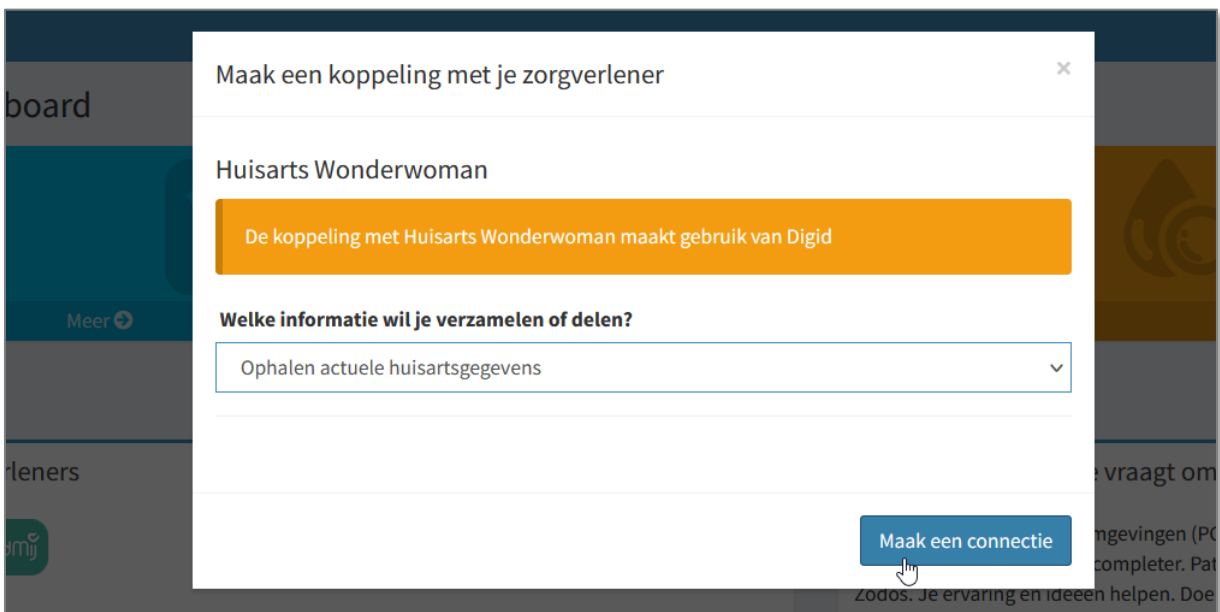 Maak een koppeling met je zorgverlener
×
board
Huisarts Wonderwoman
De koppeling met Huisarts Wonderwoman maakt gebruik van Digid
Meer
Welke informatie wil je verzamelen of delen?
Ophalen actuele huisartsgegevens
rleners
vraagt om
Maak een connectie
mgevingen (PG
completer. Pat
Zodos. Je ervaring en ideeën helpen. Doe